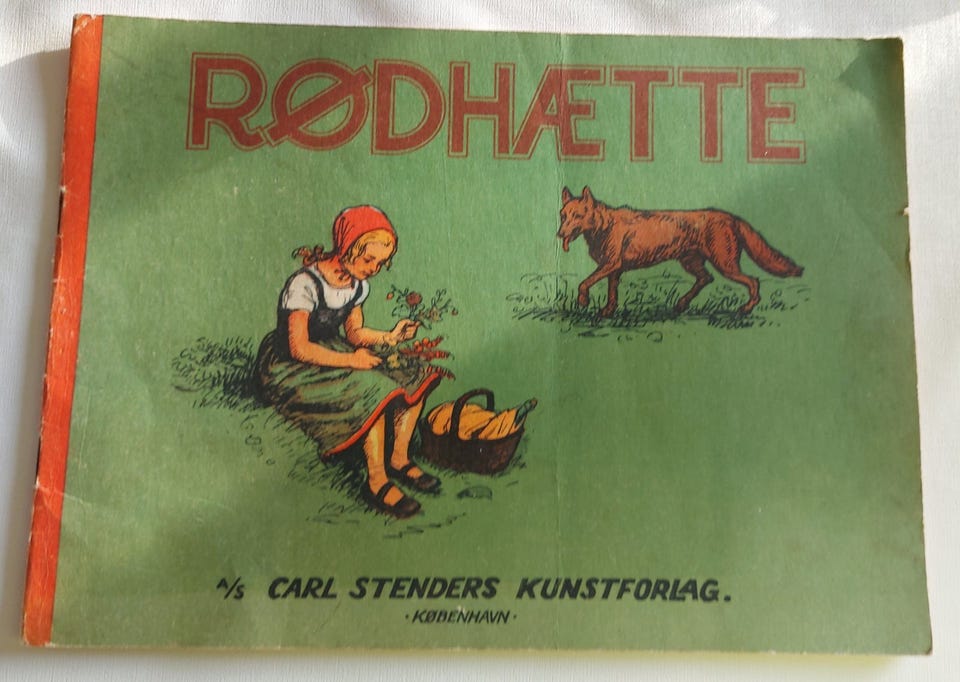 RØDHÆTTE
A/S CARL STENDERS KUNSTFORLAG.
·KØBENHAVN·